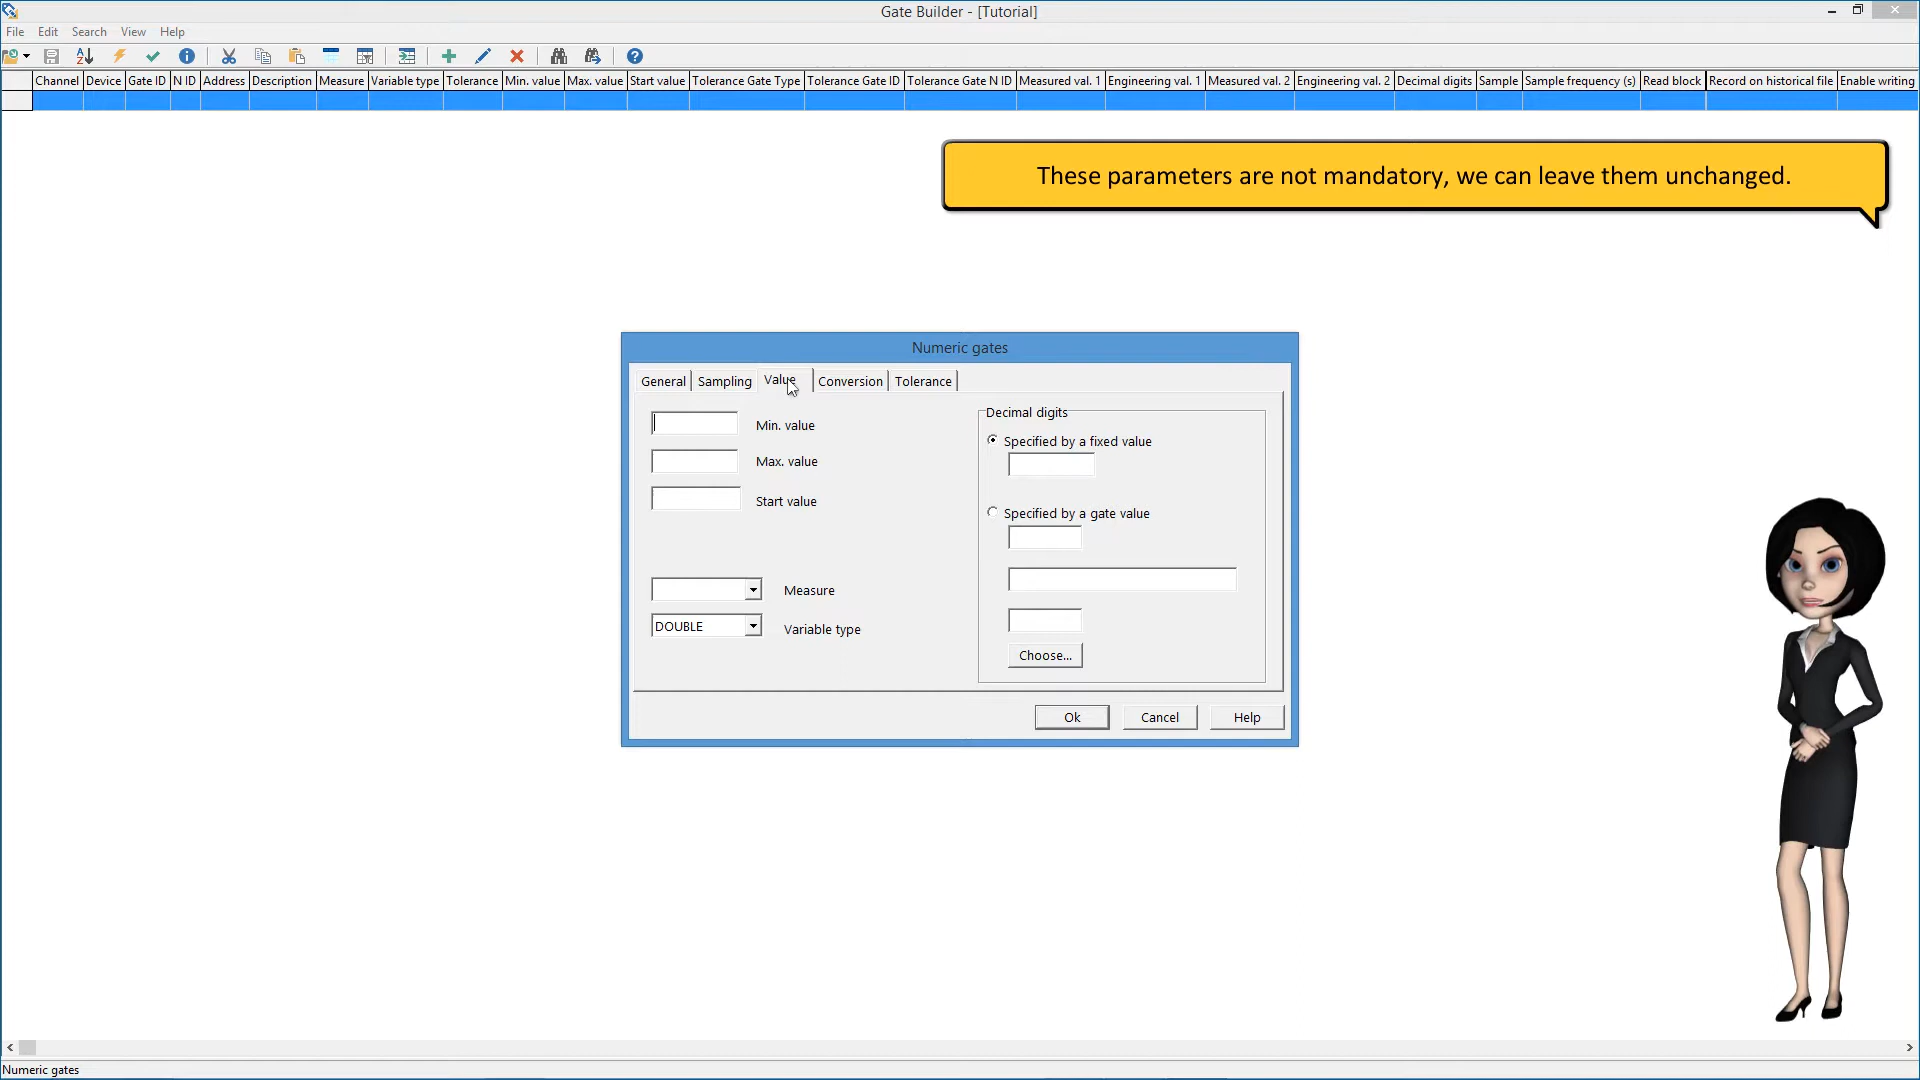 Gate Builder - [Tutorial]
File Edit Search View Help
Channel Device Gate ID N ID Address Description Measure Variable type Tolerance Min. value Max. value Start value Tolerance Gate Type Tolerance Gate ID Tolerance Gate N ID Measured val. 1 Engineering val. 1 Measured val. 2 Engineering val. 2 Decimal digits Sample Sample frequency (s) Read block Record on historical file Enable writing
These parameters are not mandatory, we can leave them unchanged.
Numeric gates
General Sampling Value Conversion Tolerance
Min. value
Max. value
Start value
Measure
DOUBLE Variable type
Decimal digits
Specified by a fixed value
Specified by a gate value
Choose...
Ok Cancel Help
Numeric gates